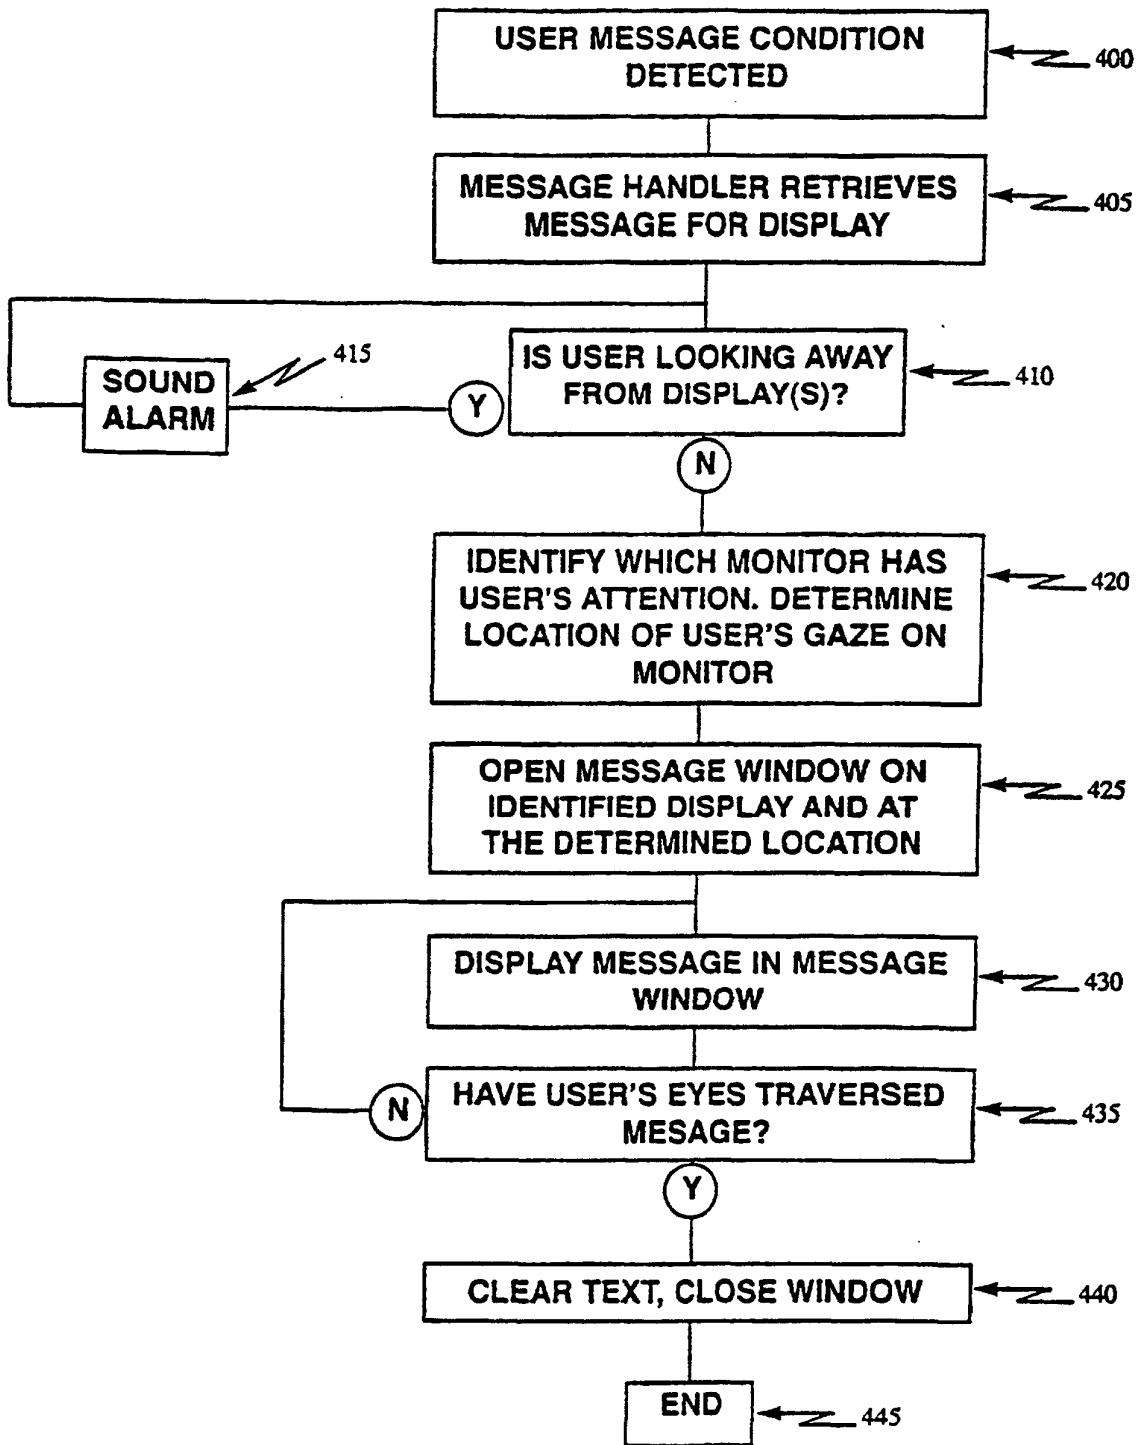 USER MESSAGE CONDITION
DETECTED
400
MESSAGE HANDLER RETRIEVES
MESSAGE FOR DISPLAY
405
IS USER LOOKING AWAY
FROM DISPLAY(S)?
410
Y
SOUND
ALARM
415
N
IDENTIFY WHICH MONITOR HAS
USER'S ATTENTION. DETERMINE
LOCATION OF USER'S GAZE ON
MONITOR
420
OPEN MESSAGE WINDOW ON
IDENTIFIED DISPLAY AND AT
THE DETERMINED LOCATION
425
DISPLAY MESSAGE IN MESSAGE
WINDOW
430
HAVE USER'S EYES TRAVERSED
MESAGE?
435
N
Y
CLEAR TEXT, CLOSE WINDOW
440
END
445